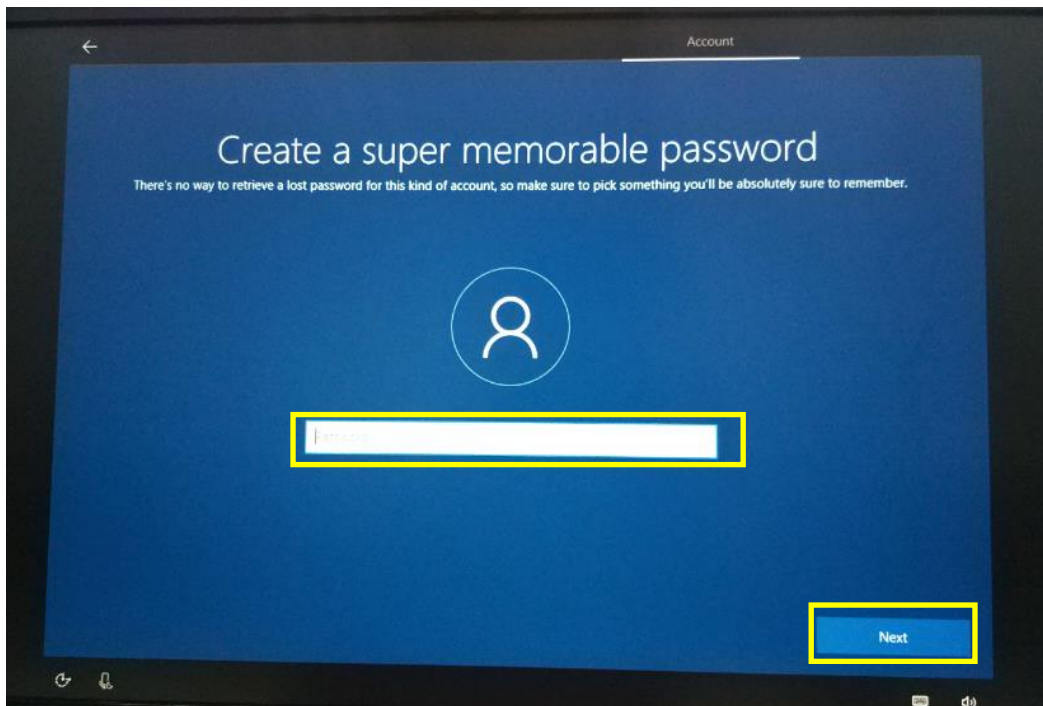 Account
Create a super memorable password
There's no way to retrieve a lost password for this kind of account, so make sure to pick something you'll be absolutely sure to remember.
Password
Next